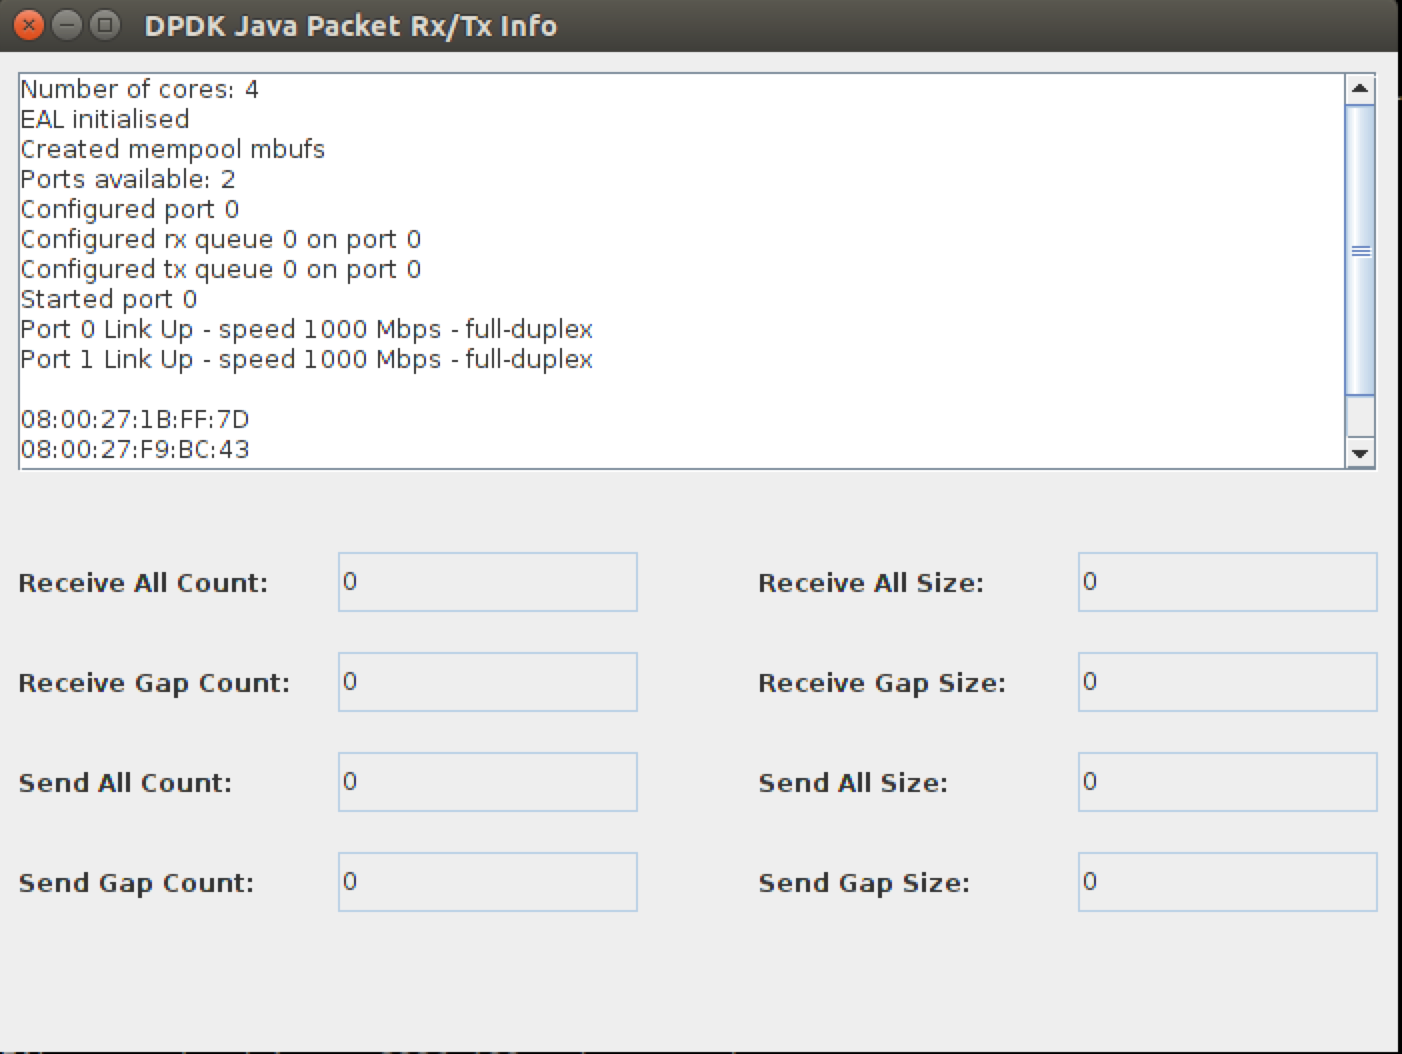 DPDK Java Packet Rx/Tx Info
Number of cores: 4
EAL initialised
Created mempool mbufs
Ports available: 2
Configured port 0
Configured rx queue 0 on port 0
Configured tx queue 0 on port 0
Started port 0
Port 0 Link Up - speed 1000 Mbps - full-duplex
Port 1 Link Up - speed 1000 Mbps - full-duplex
08:00:27:1B:FF:7D
08:00:27:F9:BC:43
Receive All Count: 0 Receive All Size: 0
Receive Gap Count: 0 Receive Gap Size: 0
Send All Count: 0 Send All Size: 0
Send Gap Count: 0 Send Gap Size: 0